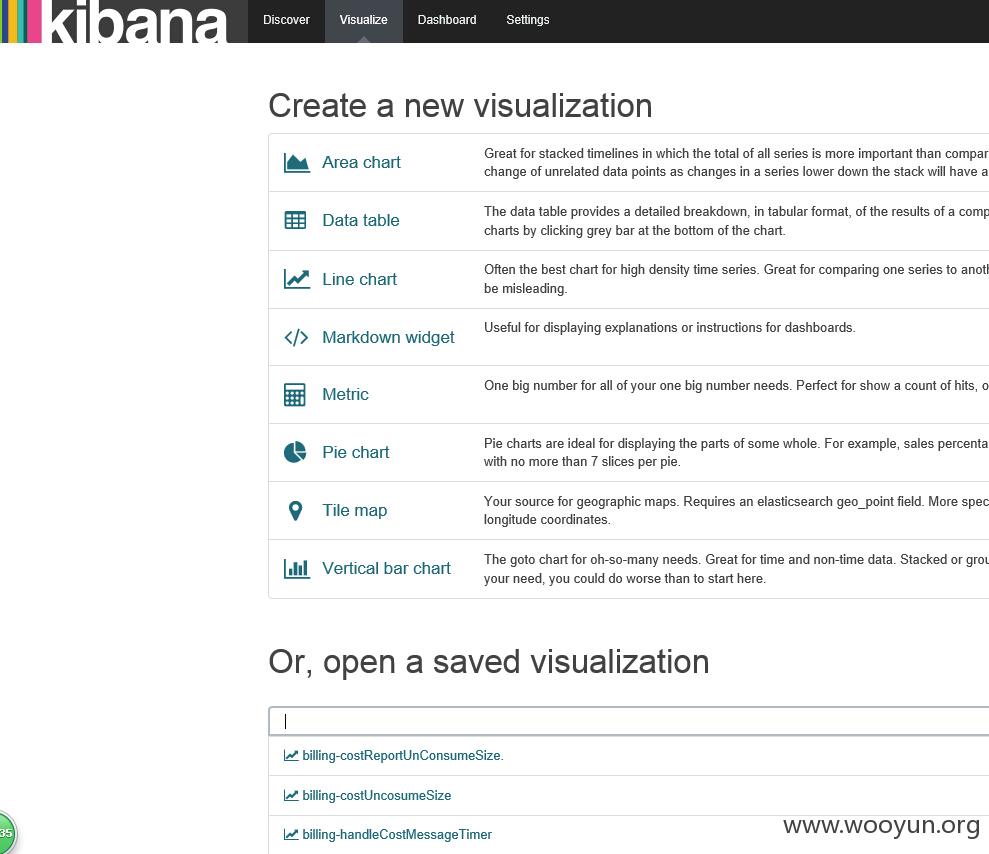 kibana
Discover
Visualize
Dashboard
Settings
Create a new visualization
Area chart
Great for stacked timelines in which the total of all series is more important than
change of unrelated data points as changes in a series lower down the stack will have a
Data table
The data table provides a detailed breakdown, in tabular format, of the results of a
charts by clicking grey bar at the bottom of the chart.
Line chart
Often the best chart for high density time series. Great for comparing one series to
be misleading.
Markdown widget
Useful for displaying explanations or instructions for dashboards.
Metric
One big number for all of your one big number needs. Perfect for show a count of hits,
Pie chart
Pie charts are ideal for displaying the parts of some whole. For example, sales
with no more than 7 slices per pie.
Tile map
Your source for geographic maps. Requires an elasticsearch geo_point field. More
longitude coordinates.
Vertical bar chart
The goto chart for oh-so-many needs. Great for time and non-time data. Stacked or
your need, you could do worse than to start here.
Or, open a saved visualization
billing-costReportUnConsumeSize.
billing-costUncosumeSize
billing-handleCostMessageTimer
35
www.wooyun.org